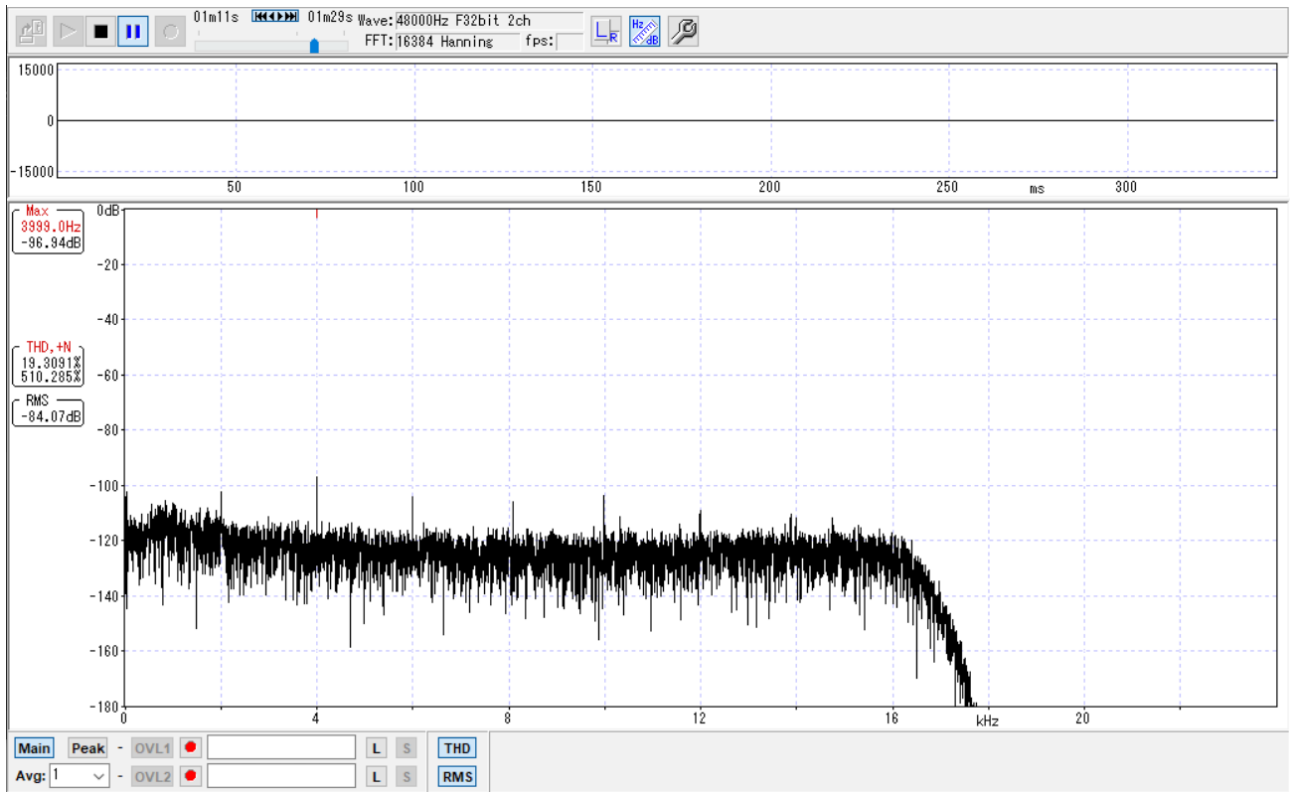 01m11s 01m29s Wave:48000Hz F32bit 2ch
FFT:16384 Hanning fps:
L R
Hz dB
15000
0
-15000
50 100 150 200 250 ms 300
Max
3999.0Hz
-96.94dB
THD,+N
19.3091%
510.285%
RMS
-84.07dB
0dB
-20
-40
-60
-80
-100
-120
-140
-160
-180
0 4 8 12 16 kHz 20
Main Peak - OVL1 L S THD
Avg: 1 - OVL2 L S RMS